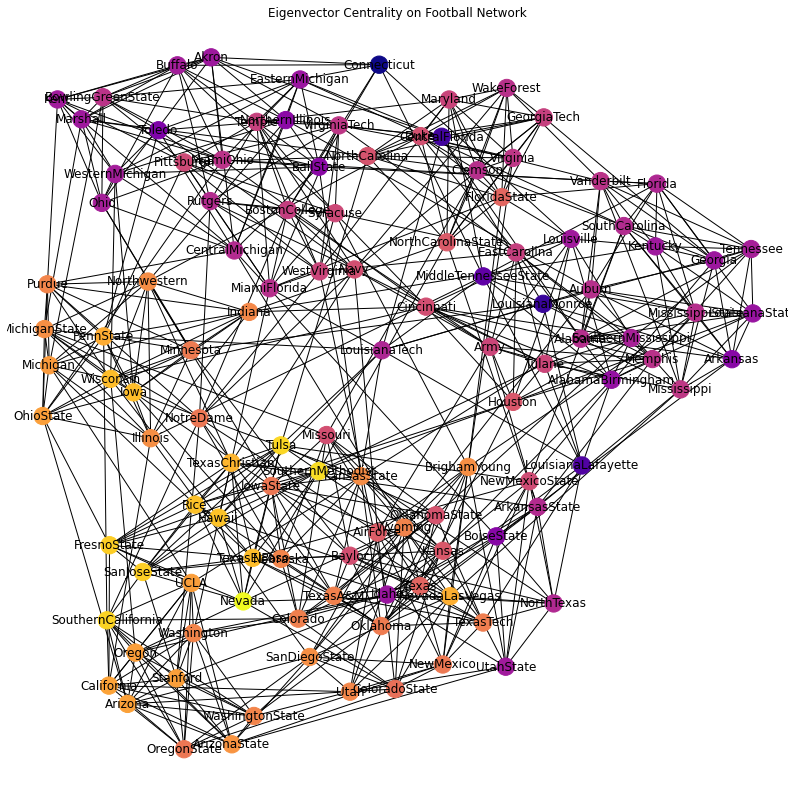 Eigenvector Centrality on Football Network
Akron
Buffalo
Connecticut
EasternMichigan
WakeForest
Maryland
BowlingGreenState
Kent
GeorgiaTech
Marshall
Temple
NorthernIllinois
VirginiaTech
Toledo
CentralFlorida
Pittsburgh
MiamiOhio
NorthCarolina
Virginia
BallState
Clemson
WesternMichigan
Vanderbilt
Florida
Ohio
Rutgers
FloridaState
BostonCollege
Syracuse
SouthCarolina
NorthCarolinaState
Louisville
Kentucky
CentralMichigan
EastCarolina
Tennessee
Georgia
WestVirginia
Navy
MiddleTennesseeState
Purdue
Northwestern
MiamiFlorida
Auburn
LouisianaMonroe
Indiana
Cincinnati
MississippiState
LouisianaState
MichiganState
PennState
Alabama
SouthernMississippi
Minnesota
LouisianaTech
Army
Memphis
Arkansas
Michigan
Tulane
Wisconsin
Iowa
AlabamaBirmingham
Mississippi
Houston
OhioState
NotreDame
Illinois
Missouri
Tulsa
TexasChristian
SouthernMethodist
KansasState
BrighamYoung
LouisianaLafayette
IowaState
NewMexicoState
Rice
ArkansasState
Hawaii
OklahomaState
Wyoming
AirForce
BoiseState
FresnoState
Baylor
Kansas
TexasElPaso
Nebraska
SanJoseState
UCLA
Texas
Nevada
TexasA&M
Idaho
NevadaLasVegas
NorthTexas
SouthernCalifornia
Colorado
Oklahoma
TexasTech
Washington
Oregon
SanDiegoState
NewMexico
UtahState
Stanford
California
Utah
ColoradoState
Arizona
WashingtonState
OregonState
ArizonaState